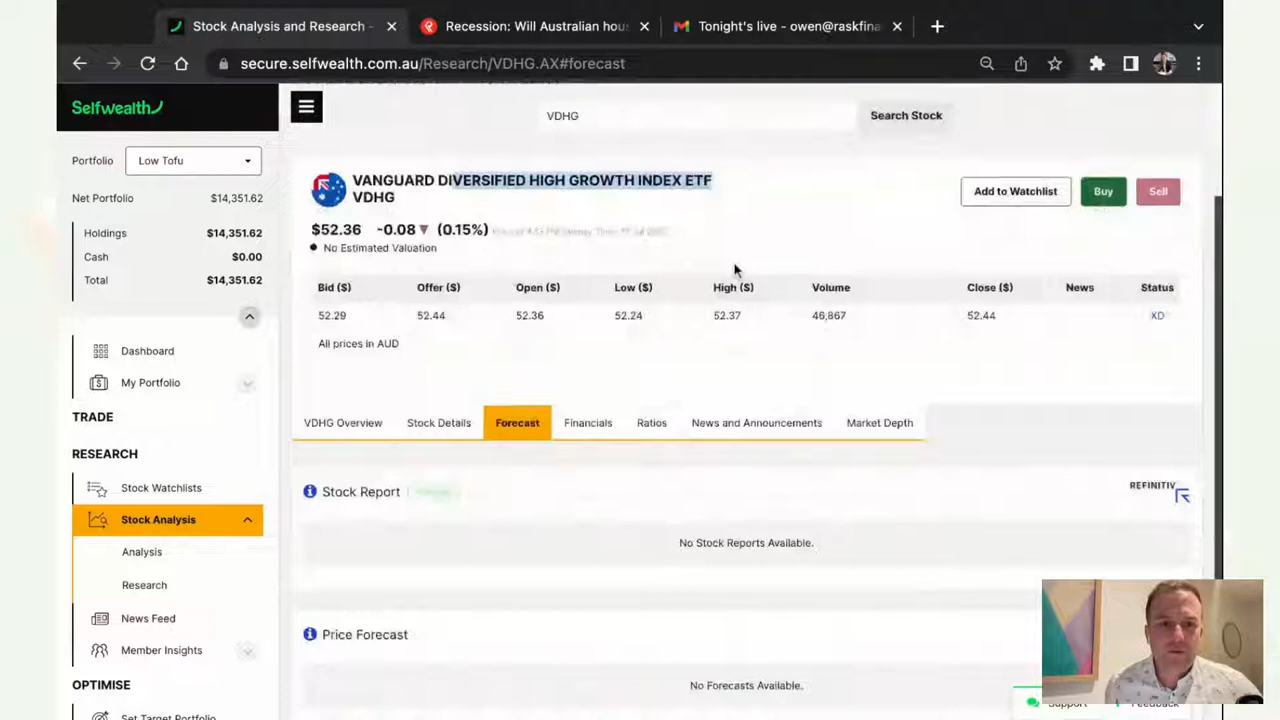 Stock Analysis and Research -
Recession: Will Australian hou
Tonight's live - owen@raskfina
secure.selfwealth.com.au/Research/VDHG.AX#forecast
Selfwealth
VDHG
Search Stock
Portfolio
Low Tofu
Net Portfolio $14,351.62
Holdings $14,351.62
Cash $0.00
Total $14,351.62
Dashboard
My Portfolio
TRADE
RESEARCH
Stock Watchlists
Stock Analysis
Analysis
Research
News Feed
Member Insights
OPTIMISE
Set Target Portfolio
VANGUARD DIVERSIFIED HIGH GROWTH INDEX ETF
VDHG
Add to Watchlist
Buy
Sell
$52.36 -0.08 (0.15%)
No Estimated Valuation
Bid ($) Offer ($) Open ($) Low ($) High ($) Volume Close ($) News Status
52.29 52.44 52.36 52.24 52.37 46,867 52.44 XD
All prices in AUD
VDHG Overview Stock Details Forecast Financials Ratios News and Announcements Market Depth
Stock Report
REFINITIV
No Stock Reports Available.
Price Forecast
No Forecasts Available.
Support
Feedback